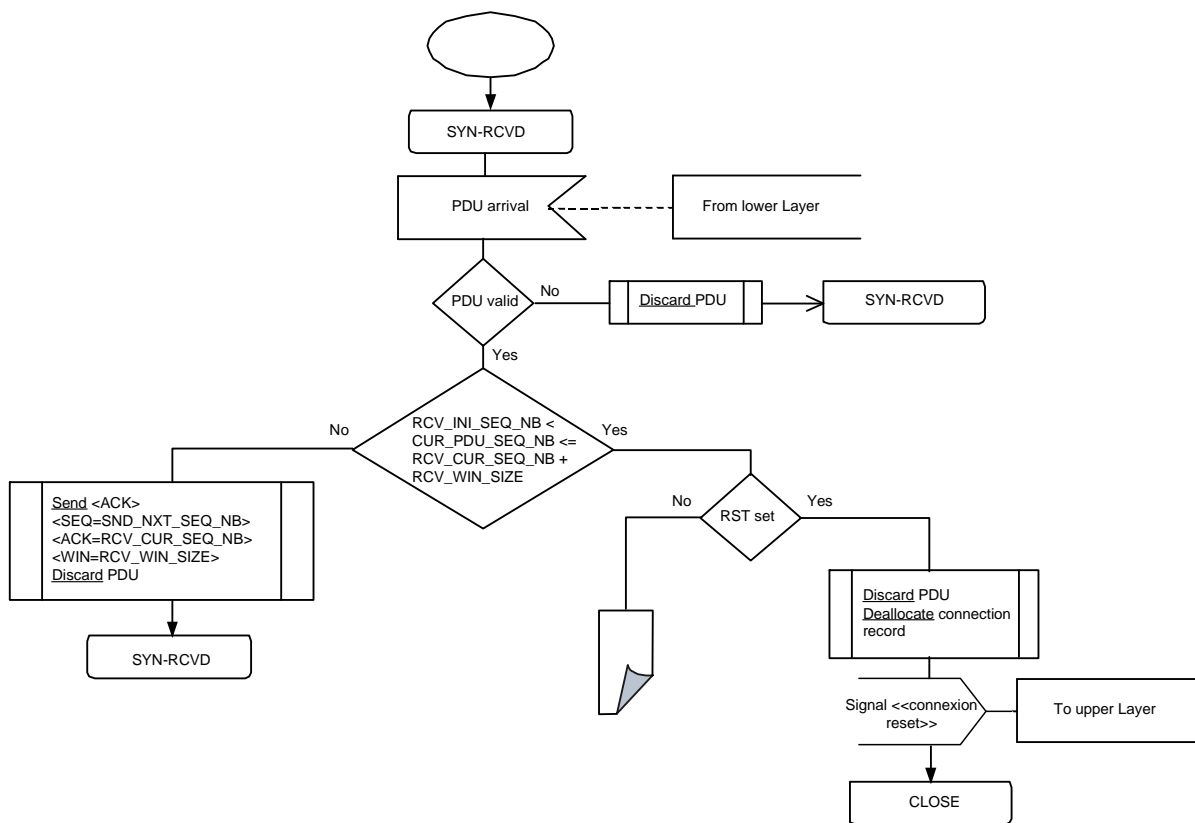 SYN-RCVD
PDU arrival
From lower Layer
PDU valid
No
Discard PDU
SYN-RCVD
Yes
RCV_INI_SEQ_NB <
CUR_PDU_SEQ_NB <=
RCV_CUR_SEQ_NB +
RCV_WIN_SIZE
No
Yes
Send <ACK>
<SEQ=SND_NXT_SEQ_NB>
<ACK=RCV_CUR_SEQ_NB>
<WIN=RCV_WIN_SIZE>
Discard PDU
SYN-RCVD
RST set
No
Yes
Discard PDU
Deallocate connection
record
Signal <<connexion
reset>>
To upper Layer
CLOSE